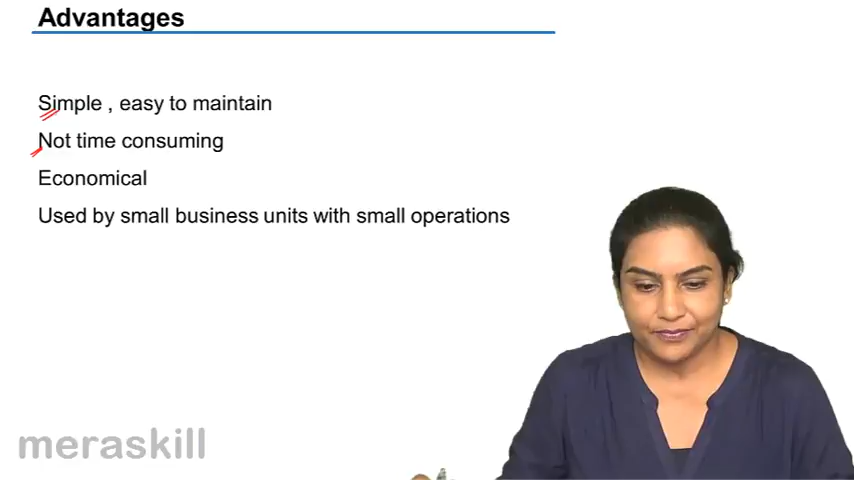 Advantages
Simple , easy to maintain
Not time consuming
Economical
Used by small business units with small operations
meraskill